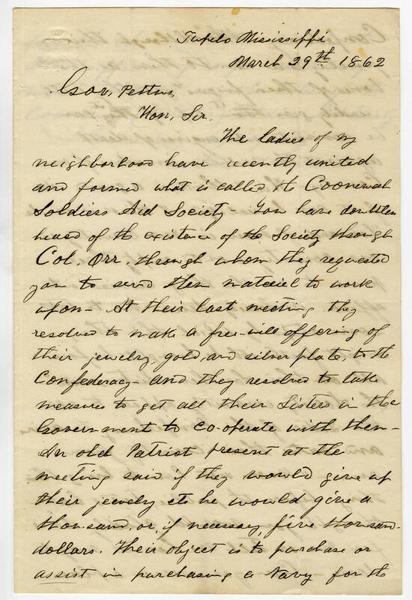 Tupelo Mississippi
March 29th 1862
Gov. Pettus,
Hon, Sir
The ladies of my
neighborhood have recently united
and formed what is called the Coonewah
Soldiers Aid Society - You have doubtless
heard of the existence of the Society through
Col. Orr. through whom they requested
you to send them material to work
upon - At their last meeting they
resolved to make a free-will offering of
their jewelry, gold, and silver plate, to the
Confederacy - and they resolved to take
measures to get all their Sisters in the
Government to co-operate with them -
An old Patriot present at the
meeting said if they would give up
their jewelry etc he would give a
thousand, or, if necessary, five thousand
dollars. Their object is to purchase or
assist in purchasing a Navy for the